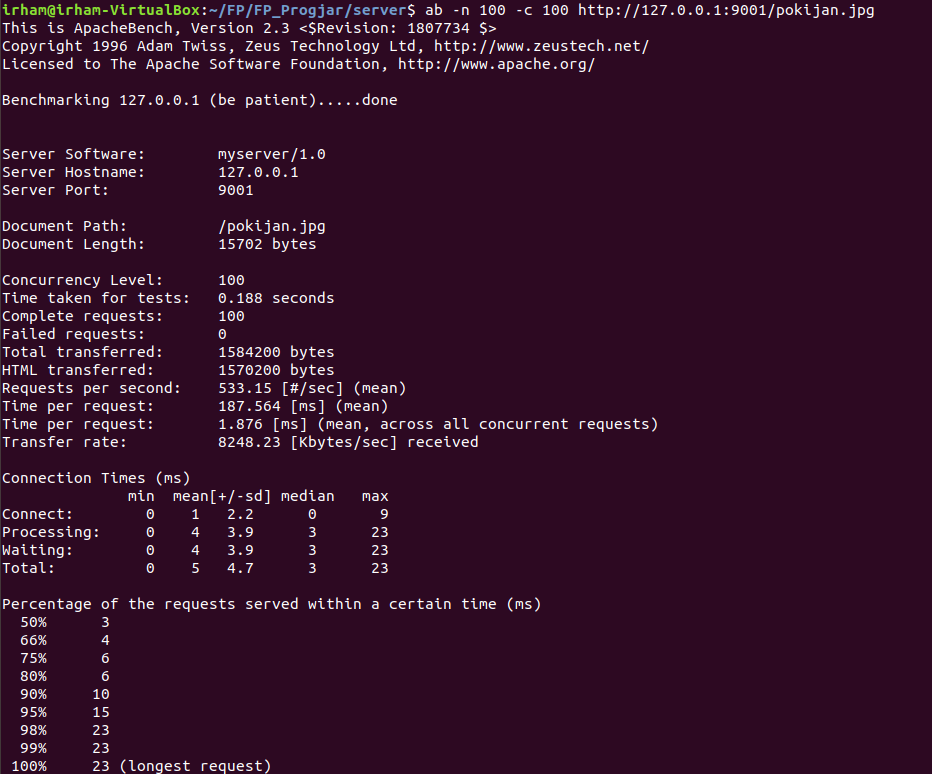 irham@irham-VirtualBox:~/FP/FP_Progjar/server$ ab -n 100 -c 100 http://127.0.0.1:9001/pokijan.jpg
This is ApacheBench, Version 2.3 <$Revision: 1807734 $>
Copyright 1996 Adam Twiss, Zeus Technology Ltd, http://www.zeustech.net/
Licensed to The Apache Software Foundation, http://www.apache.org/

Benchmarking 127.0.0.1 (be patient).....done


Server Software:        myserver/1.0
Server Hostname:        127.0.0.1
Server Port:            9001

Document Path:          /pokijan.jpg
Document Length:        15702 bytes

Concurrency Level:      100
Time taken for tests:   0.188 seconds
Complete requests:      100
Failed requests:        0
Total transferred:      1584200 bytes
HTML transferred:       1570200 bytes
Requests per second:    533.15 [#/sec] (mean)
Time per request:       187.564 [ms] (mean)
Time per request:       1.876 [ms] (mean, across all concurrent requests)
Transfer rate:          8248.23 [Kbytes/sec] received

Connection Times (ms)
              min  mean[+/-sd] median   max
Connect:        0    1   2.2      0       9
Processing:     0    4   3.9      3      23
Waiting:        0    4   3.9      3      23
Total:          0    5   4.7      3      23

Percentage of the requests served within a certain time (ms)
  50%      3
  66%      4
  75%      6
  80%      6
  90%     10
  95%     15
  98%     23
  99%     23
 100%     23 (longest request)